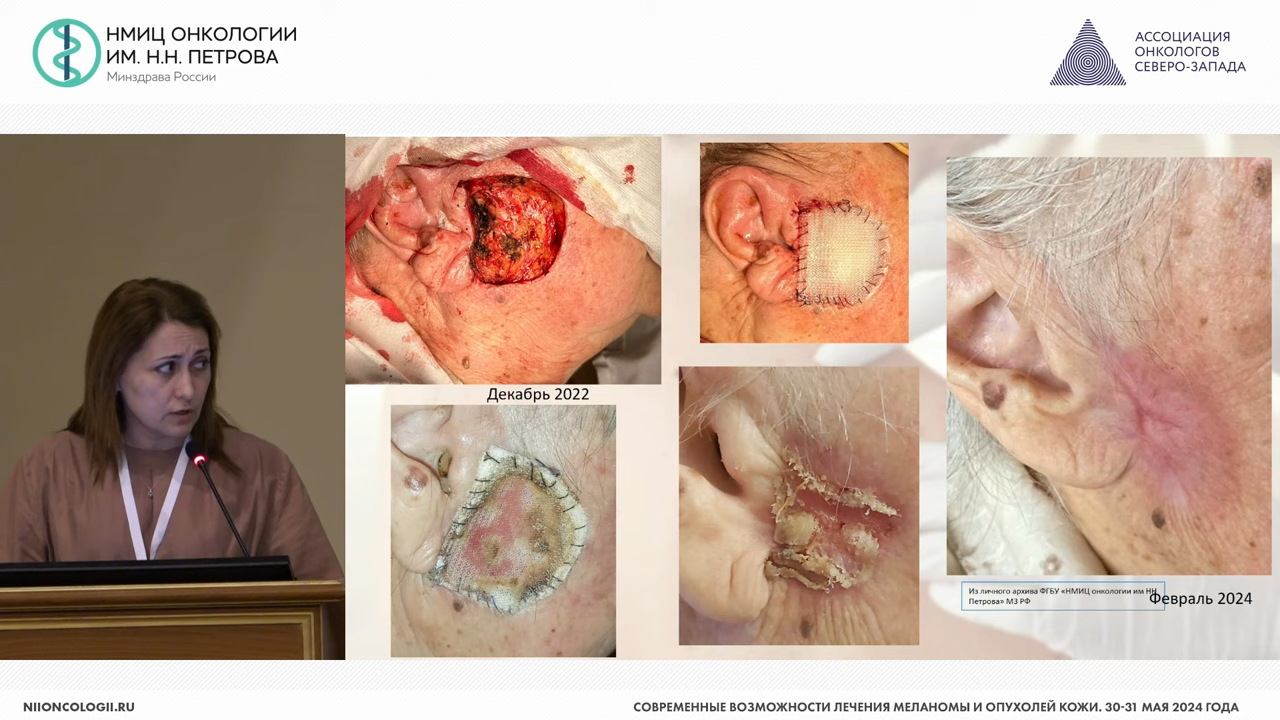 НМИЦ ОНКОЛОГИИ
ИМ. Н.Н. ПЕТРОВА
Минздрава России
АССОЦИАЦИЯ
ОНКОЛОГОВ
СЕВЕРО-ЗАПАДА
Декабрь 2022
Из личного архива ФГБУ «НМИЦ онкологии им НН
Петрова» МЗ РФ
Февраль 2024
NIIONCOLOGII.RU
СОВРЕМЕННЫЕ ВОЗМОЖНОСТИ ЛЕЧЕНИЯ МЕЛАНОМЫ И ОПУХОЛЕЙ КОЖИ. 30-31 МАЯ 2024 ГОДА